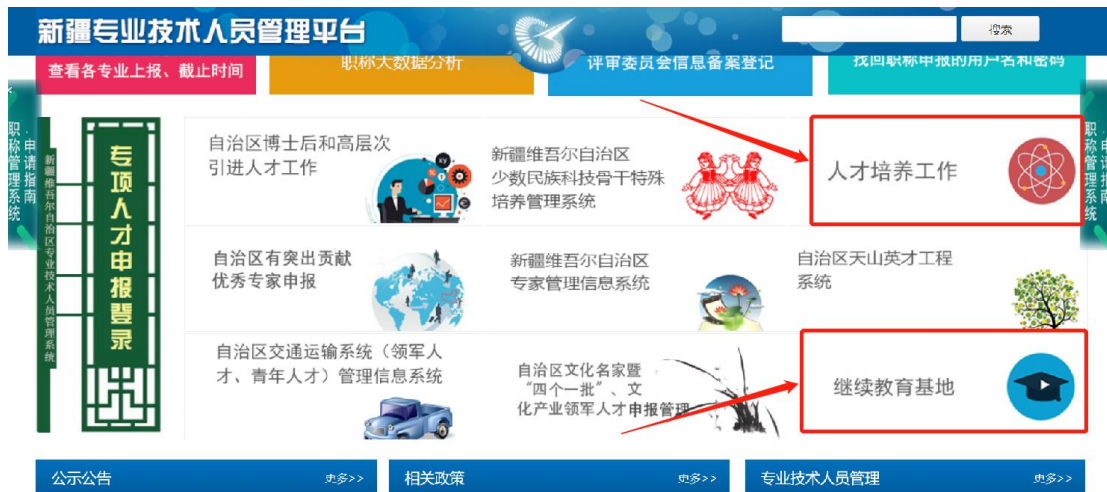 新疆专业技术人员管理平台
搜索
查看各专业上报、截止时间
职称大数据分析
评审委员会信息备案登记
找回职称申报的用户名和密码
职称管理系统
申请指南
新疆维吾尔自治区专业技术人员管理系统
专项人才申报登录
自治区博士后和高层次
引进人才工作
新疆维吾尔自治区
少数民族科技骨干特殊
培养管理系统
人才培养工作
自治区有突出贡献
优秀专家申报
新疆维吾尔自治区
专家管理信息系统
自治区天山英才工程
系统
自治区交通运输系统（领军人
才、青年人才）管理信息系统
自治区文化名家暨
“四个一批”、文
化产业领军人才申报管理
继续教育基地
职称管理系统
申请指南
公示公告
更多>>
相关政策
更多>>
专业技术人员管理
更多>>